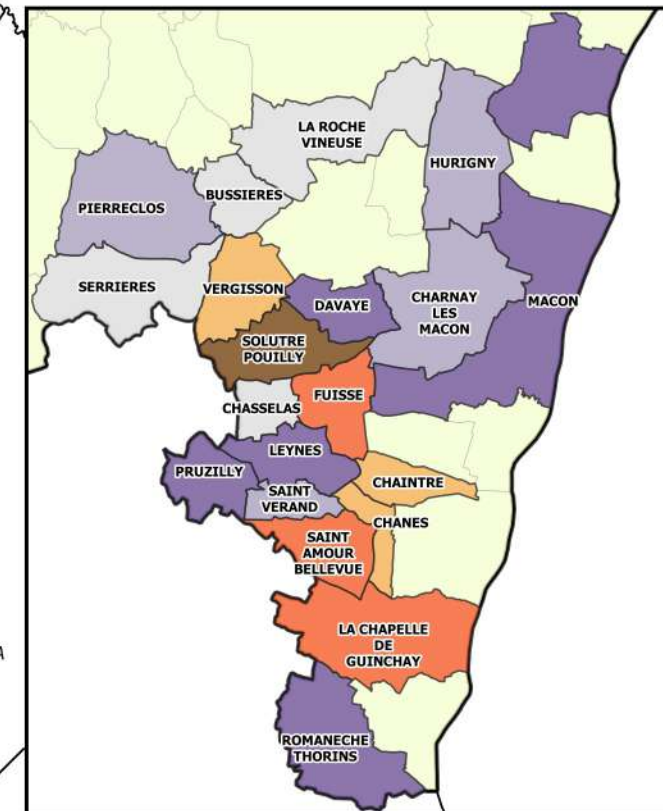 LA ROCHE
VINEUSE
HURIGNY
BUSSIERES
PIERRECLOS
SERRIERES
VERGISSON
DAVAYE
CHARNAY
LES
MACON
MACON
SOLUTRE
POUILLY
FUISSE
CHASSELAS
LEYNES
PRUZILLY
CHAINTRE
SAINT
VERAND
CHANES
SAINT
AMOUR
BELLEVUE
LA CHAPELLE
DE
GUINCHAY
ROMANECHE
THORINS